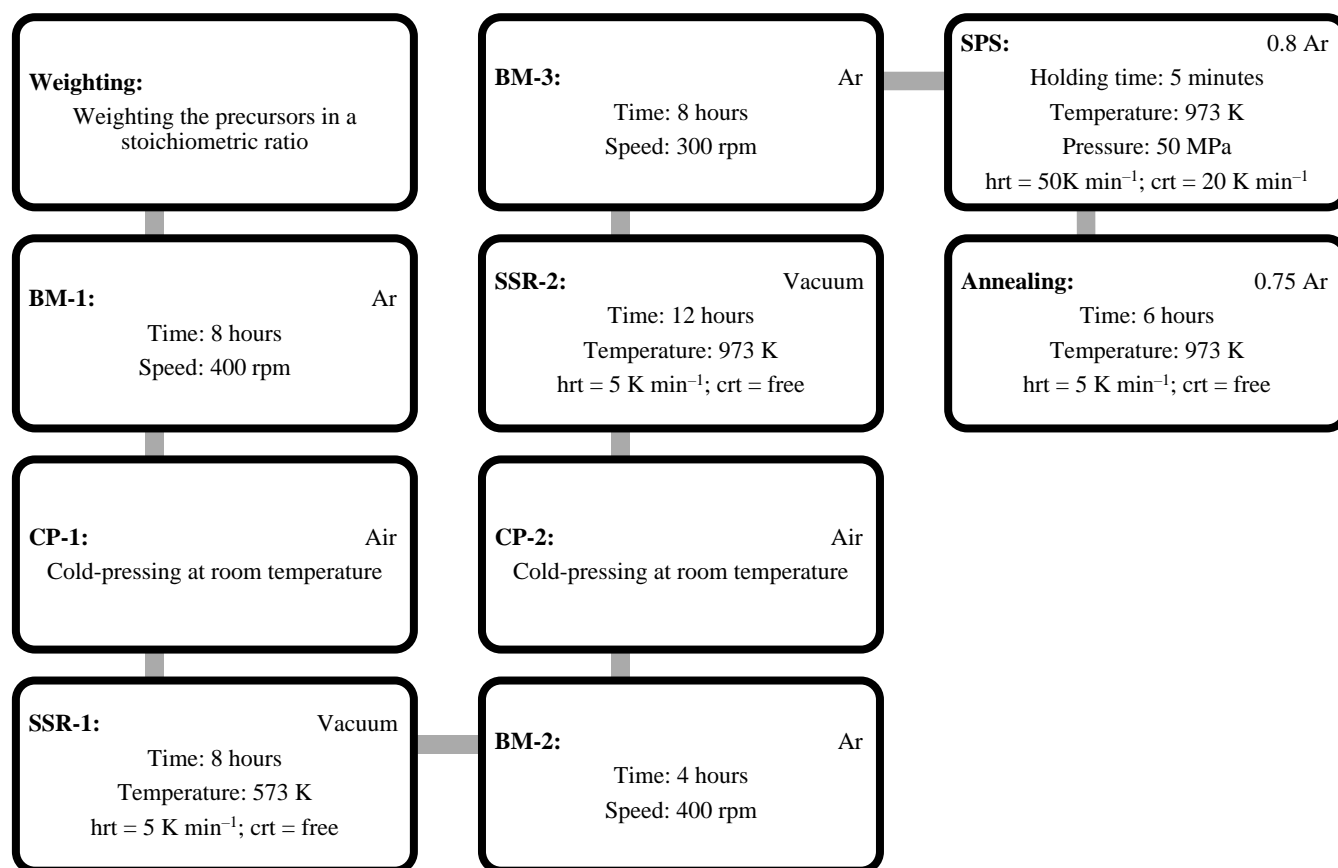 Weighting:
Weighting the precursors in a
stoichiometric ratio
BM-1: Ar
Time: 8 hours
Speed: 400 rpm
CP-1: Air
Cold-pressing at room temperature
SSR-1: Vacuum
Time: 8 hours
Temperature: 573 K
hrt = 5 K min⁻¹; crt = free
BM-2: Ar
Time: 4 hours
Speed: 400 rpm
CP-2: Air
Cold-pressing at room temperature
SSR-2: Vacuum
Time: 12 hours
Temperature: 973 K
hrt = 5 K min⁻¹; crt = free
BM-3: Ar
Time: 8 hours
Speed: 300 rpm
SPS: 0.8 Ar
Holding time: 5 minutes
Temperature: 973 K
Pressure: 50 MPa
hrt = 50K min⁻¹; crt = 20 K min⁻¹
Annealing: 0.75 Ar
Time: 6 hours
Temperature: 973 K
hrt = 5 K min⁻¹; crt = free